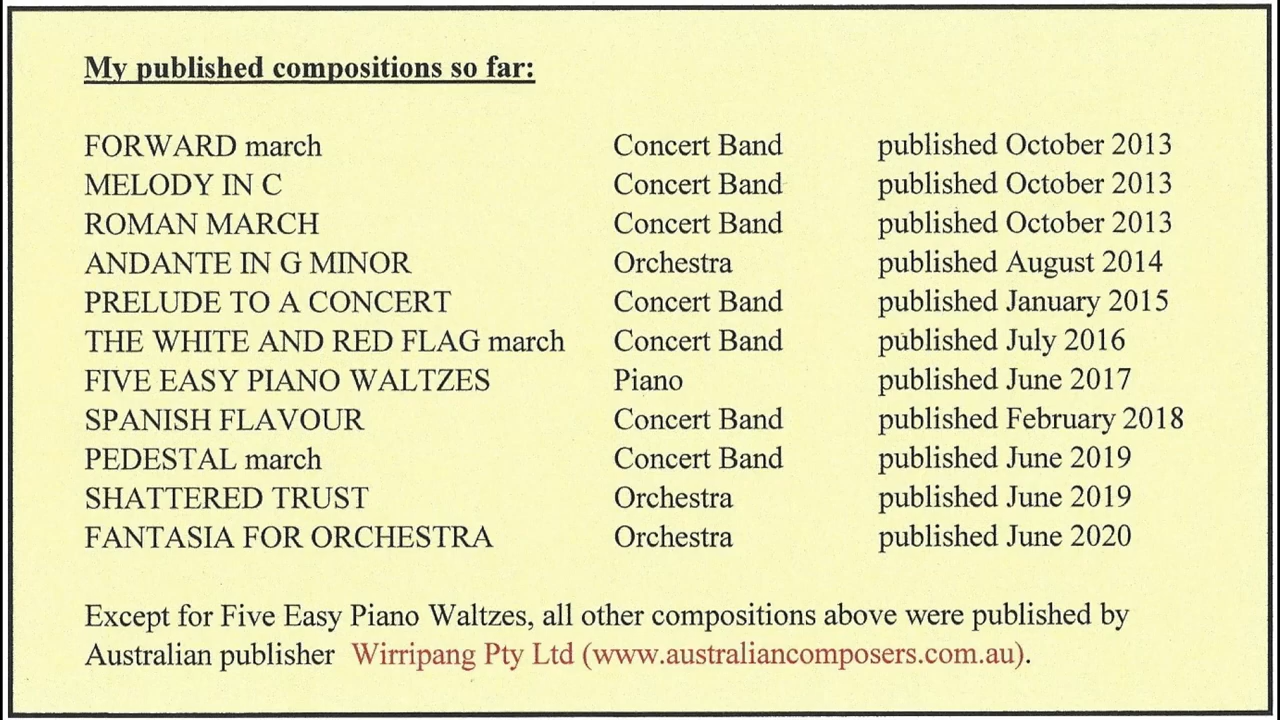 My published compositions so far:
FORWARD march Concert Band published October 2013
MELODY IN C Concert Band published October 2013
ROMAN MARCH Concert Band published October 2013
ANDANTE IN G MINOR Orchestra published August 2014
PRELUDE TO A CONCERT Concert Band published January 2015
THE WHITE AND RED FLAG march Concert Band published July 2016
FIVE EASY PIANO WALTZES Piano published June 2017
SPANISH FLAVOUR Concert Band published February 2018
PEDESTAL march Concert Band published June 2019
SHATTERED TRUST Orchestra published June 2019
FANTASIA FOR ORCHESTRA Orchestra published June 2020
Except for Five Easy Piano Waltzes, all other compositions above were published by
Australian publisher Wirripang Pty Ltd (www.australiancomposers.com.au).